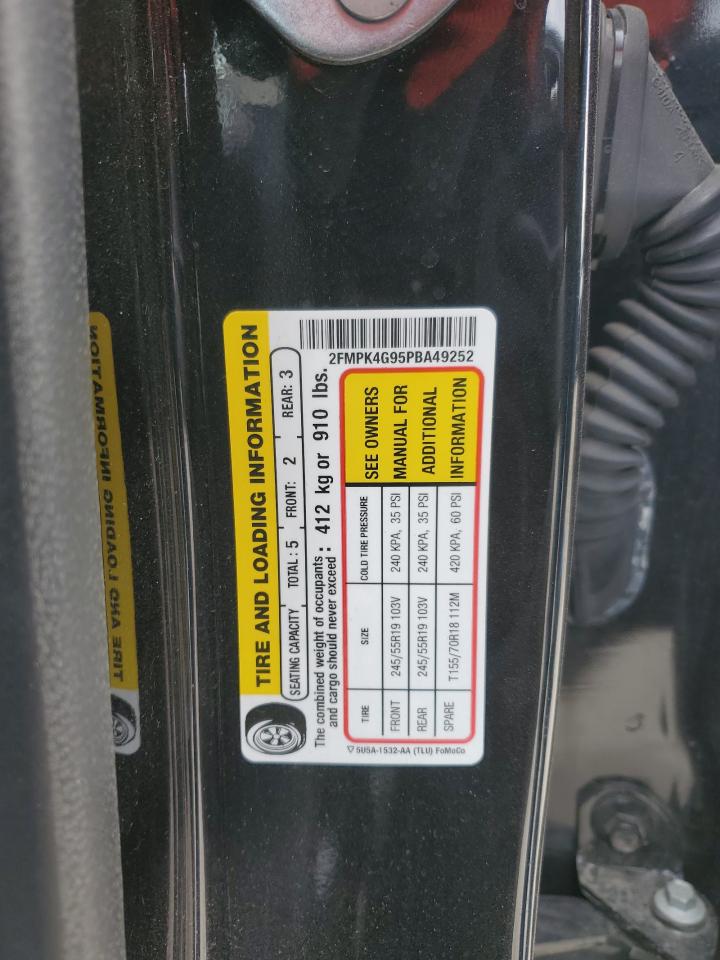 TIRE AND LOADING INFORMATION
SEATING CAPACITY TOTAL: 5 FRONT: 2 REAR: 3
The combined weight of occupants
and cargo should never exceed : 412 kg or 910 lbs.
2FMPK4G95PBA49252
TIRE SIZE COLD TIRE PRESSURE SEE OWNERS
FRONT 245/55R19 103V 240 KPA, 35 PSI MANUAL FOR
REAR 245/55R19 103V 240 KPA, 35 PSI ADDITIONAL
SPARE T155/70R18 112M 420 KPA, 60 PSI INFORMATION
5U5A-1532-AA (TLU) FoMoCo
TIRE AND LOADING INFORMATION